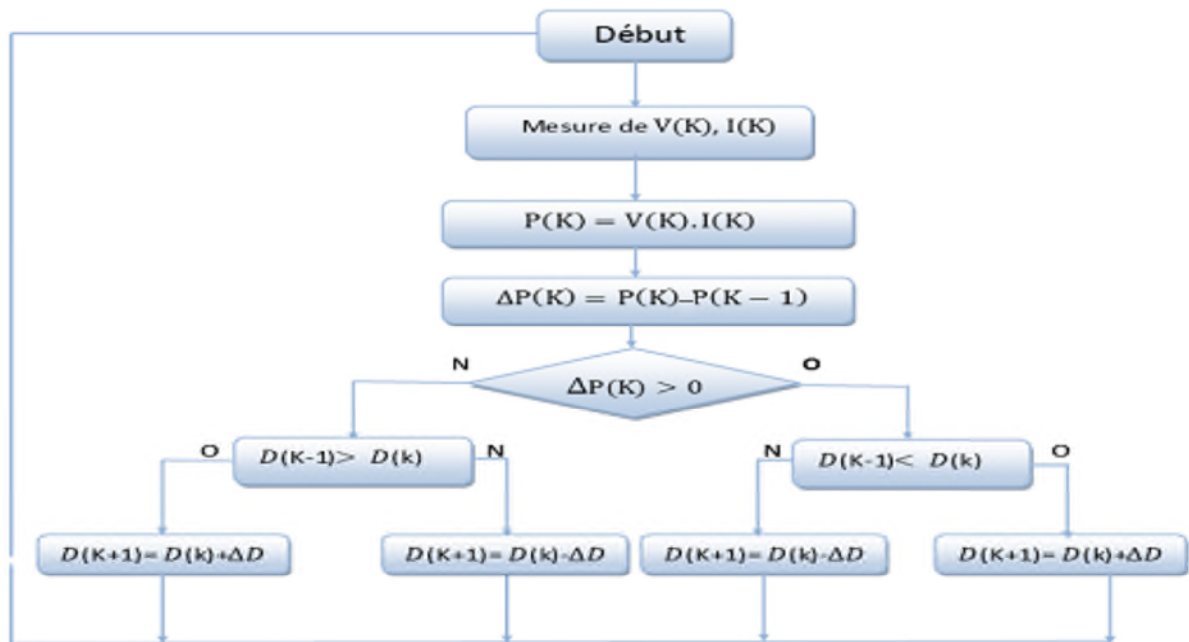 Début
Mesure de V(K), I(K)
P(K) = V(K).I(K)
ΔP(K) = P(K)–P(K − 1)
N
O
ΔP(K) > 0
O
D(K-1)> D(k)
N
N
D(K-1)< D(k)
O
D(K+1)= D(k)+ΔD
D(K+1)= D(k)-ΔD
D(K+1)= D(k)-ΔD
D(K+1)= D(k)+ΔD